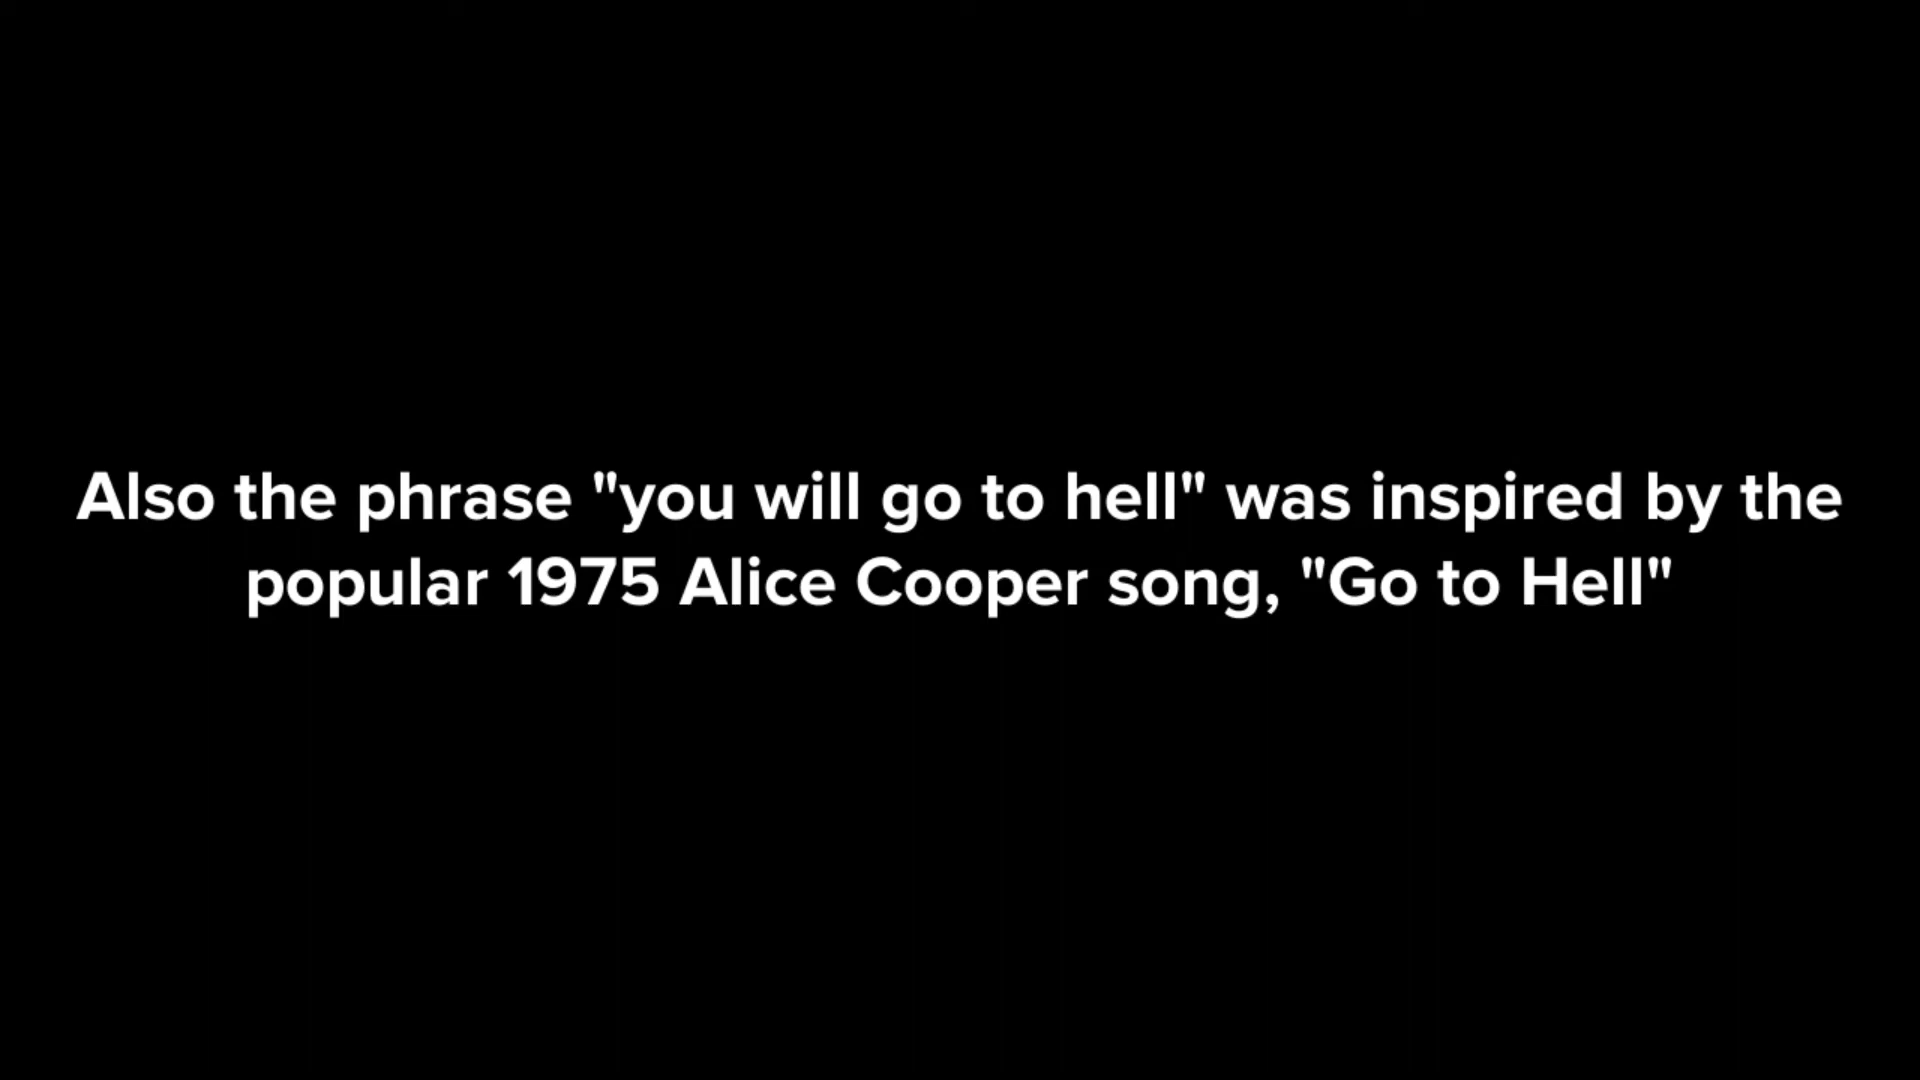 Also the phrase "you will go to hell" was inspired by the
popular 1975 Alice Cooper song, "Go to Hell"